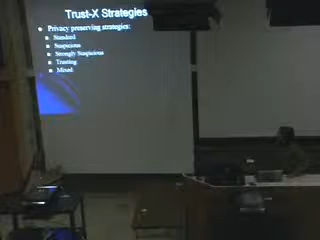 Trust-X Strategies
Privacy preserving strategies:
Standard
Suspicious
Strongly Suspicious
Trusting
Mixed